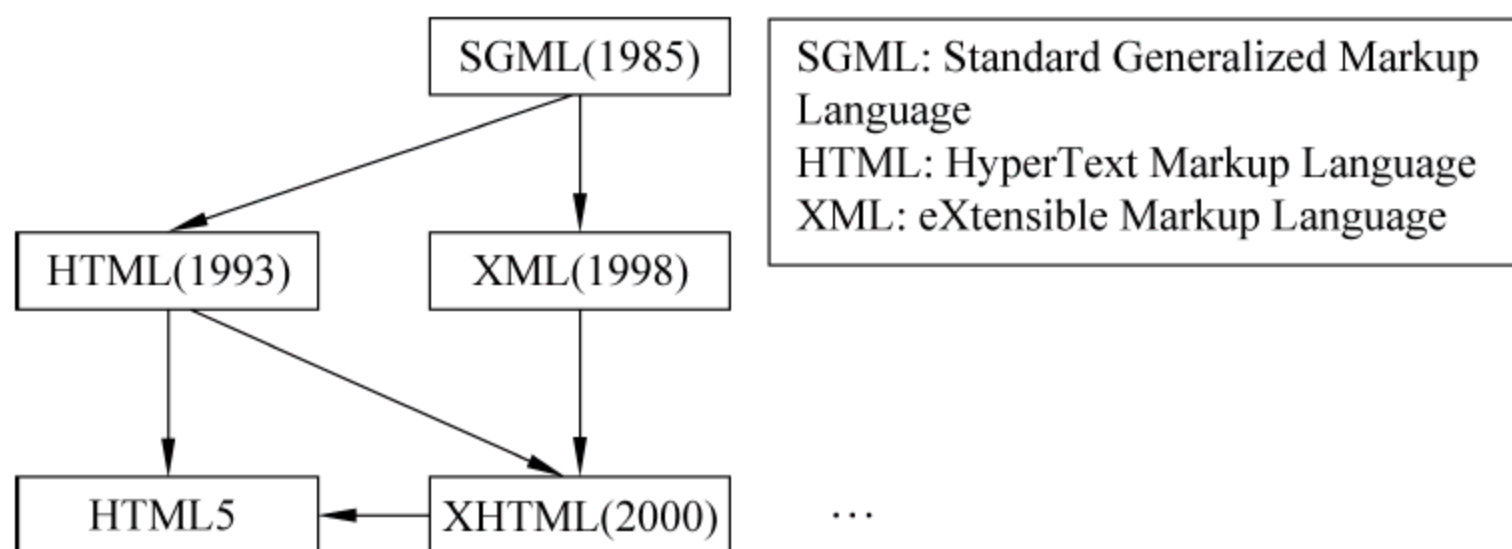 SGML(1985)
SGML: Standard Generalized Markup
Language
HTML: HyperText Markup Language
XML: eXtensible Markup Language
HTML(1993)
XML(1998)
HTML5
XHTML(2000)
…